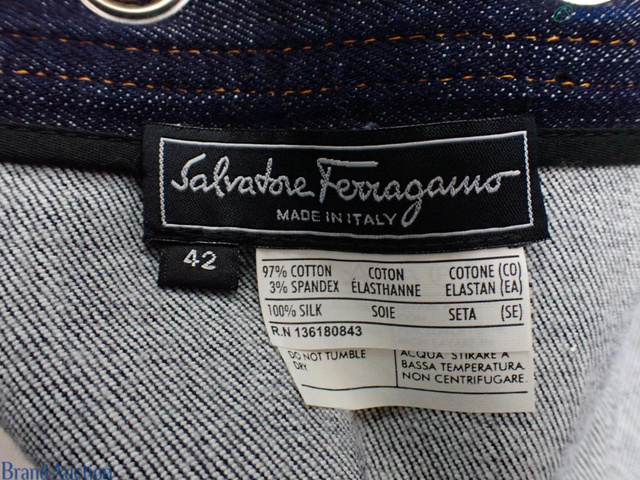 Salvatore Ferragamo
MADE IN ITALY
42
97% COTTON COTON COTONE (CO)
3% SPANDEX ÉLASTHANNE ELASTAN (EA)
100% SILK SOIE SETA (SE)
R.N 136180843
DO NOT TUMBLE
DRY
ACQUA. STIRARE A
BASSA TEMPERATURA.
NON CENTRIFUGARE.
Brand Auction